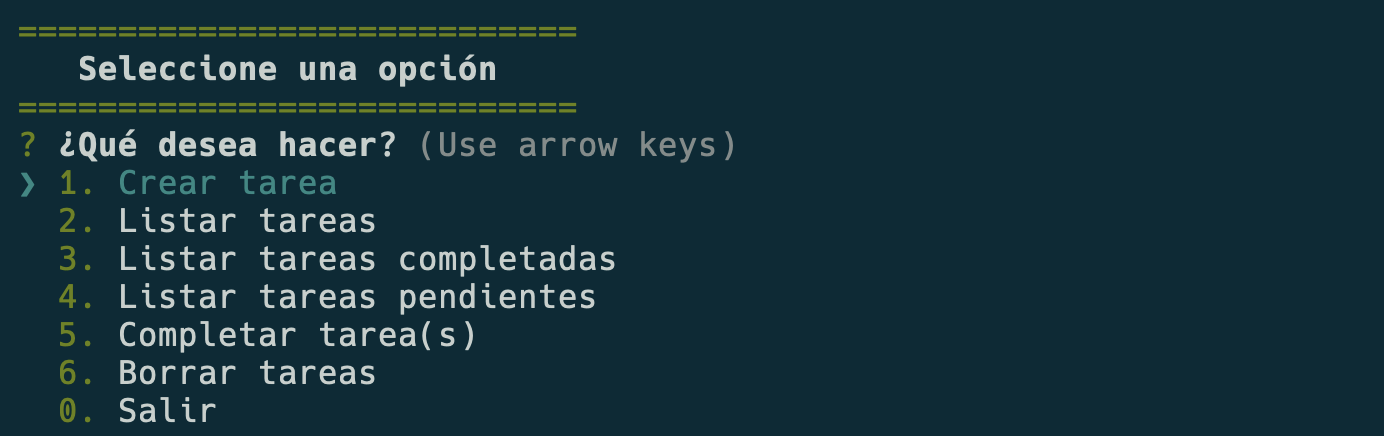 ============================
Seleccione una opción
============================
? ¿Qué desea hacer? (Use arrow keys)
❯ 1. Crear tarea
2. Listar tareas
3. Listar tareas completadas
4. Listar tareas pendientes
5. Completar tarea(s)
6. Borrar tareas
0. Salir